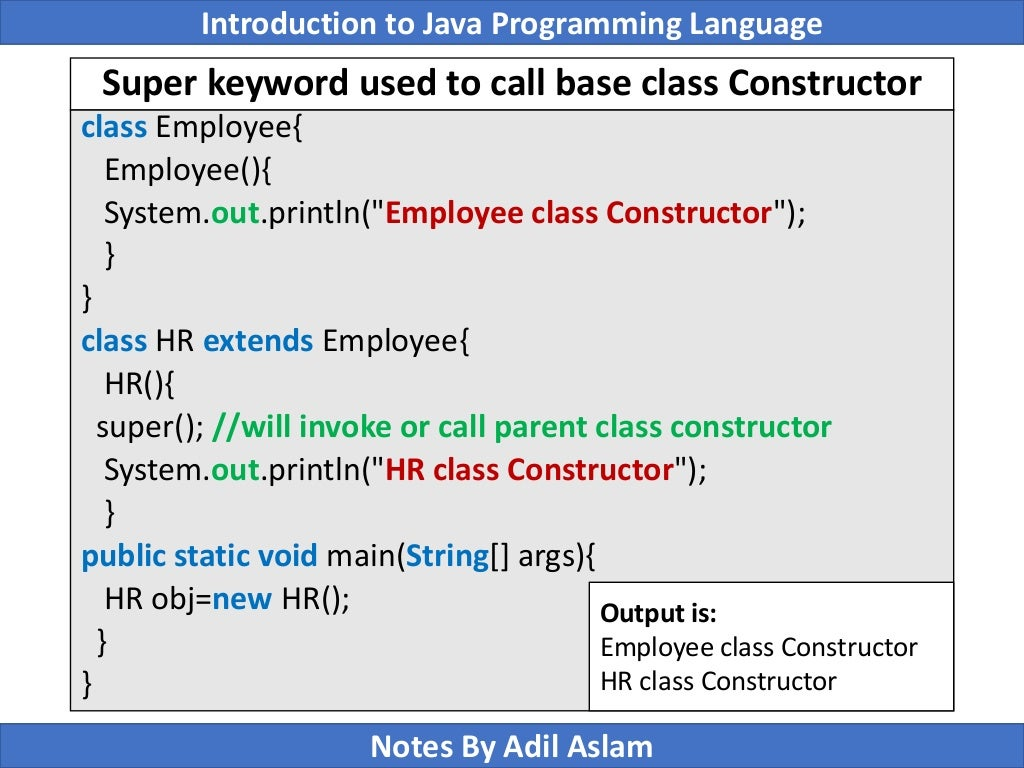 Introduction to Java Programming Language
Super keyword used to call base class Constructor
class Employee{
Employee(){
System.out.println("Employee class Constructor");
}
}
class HR extends Employee{
HR(){
super(); //will invoke or call parent class constructor
System.out.println("HR class Constructor");
}
public static void main(String[] args){
HR obj=new HR();
}
}
Output is:
Employee class Constructor
HR class Constructor
Notes By Adil Aslam